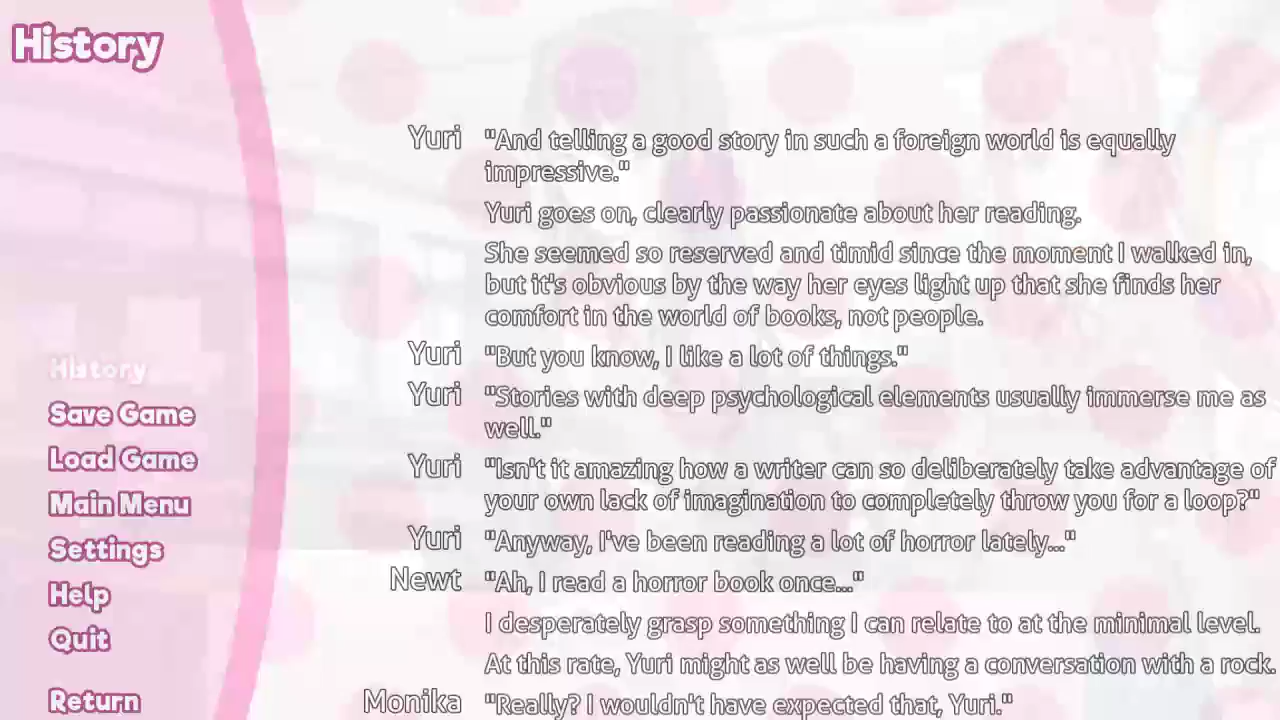 History
Yuri "And telling a good story in such a foreign world is equally
impressive."
Yuri goes on, clearly passionate about her reading.
She seemed so reserved and timid since the moment I walked in,
but it's obvious by the way her eyes light up that she finds her
comfort in the world of books, not people.
Yuri "But you know, I like a lot of things."
Yuri "Stories with deep psychological elements usually immerse me as
well."
Yuri "Isn't it amazing how a writer can so deliberately take advantage of
your own lack of imagination to completely throw you for a loop?"
Yuri "Anyway, I've been reading a lot of horror lately..."
Newt "Ah, I read a horror book once..."
I desperately grasp something I can relate to at the minimal level.
At this rate, Yuri might as well be having a conversation with a rock.
Monika "Really? I wouldn't have expected that, Yuri."
History
Save Game
Load Game
Main Menu
Settings
Help
Quit
Return